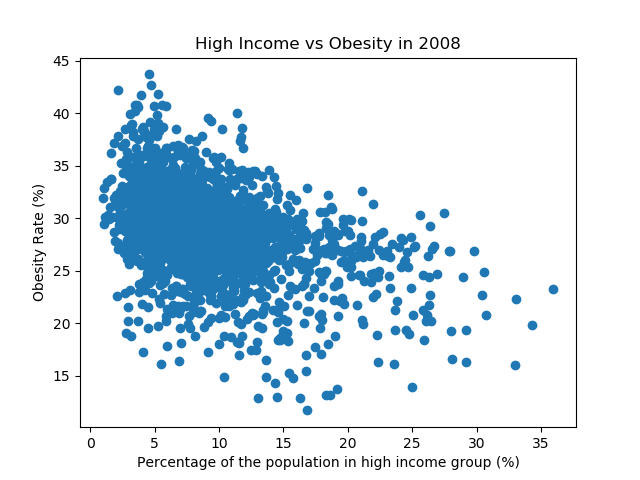 High Income vs Obesity in 2008
45
40
35
30
25
20
15
Obesity Rate (%)
0 5 10 15 20 25 30 35
Percentage of the population in high income group (%)